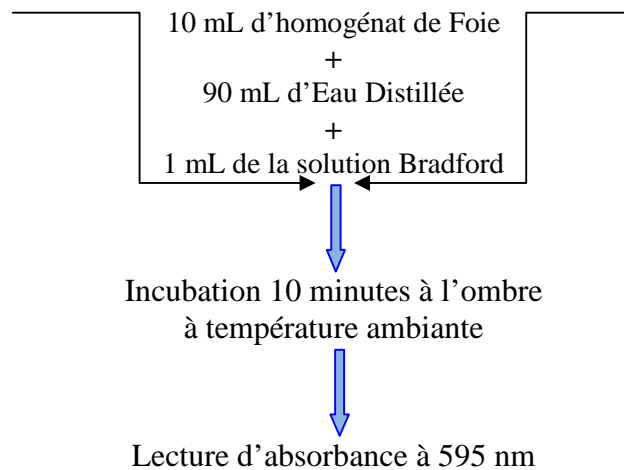 10 mL d’homogénat de Foie
+
90 mL d’Eau Distillée
+
1 mL de la solution Bradford
Incubation 10 minutes à l’ombre
à température ambiante
Lecture d’absorbance à 595 nm